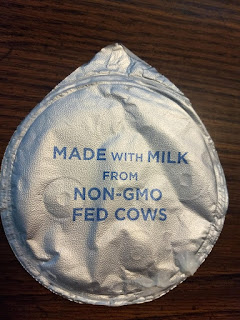 MADE WITH MILK
FROM
NON-GMO
FED COWS